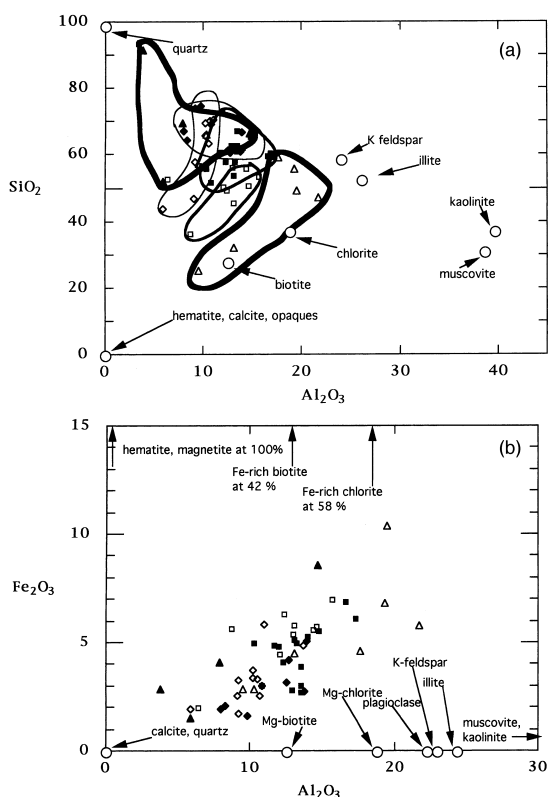 100
(a)
quartz
80
K feldspar
60
illite
SiO2
kaolinite
40
chlorite
muscovite
biotite
20
hematite, calcite, opaques
0
0
10
20
30
40
Al2O3
15
hematite, magnetite at 100%
(b)
Fe-rich biotite
at 42 %
Fe-rich chlorite
at 58 %
10
Fe2O3
5
K-feldspar
illite
Mg-chlorite
plagioclase
Mg-biotite
muscovite,
kaolinite
calcite, quartz
0
0
10
20
30
Al2O3